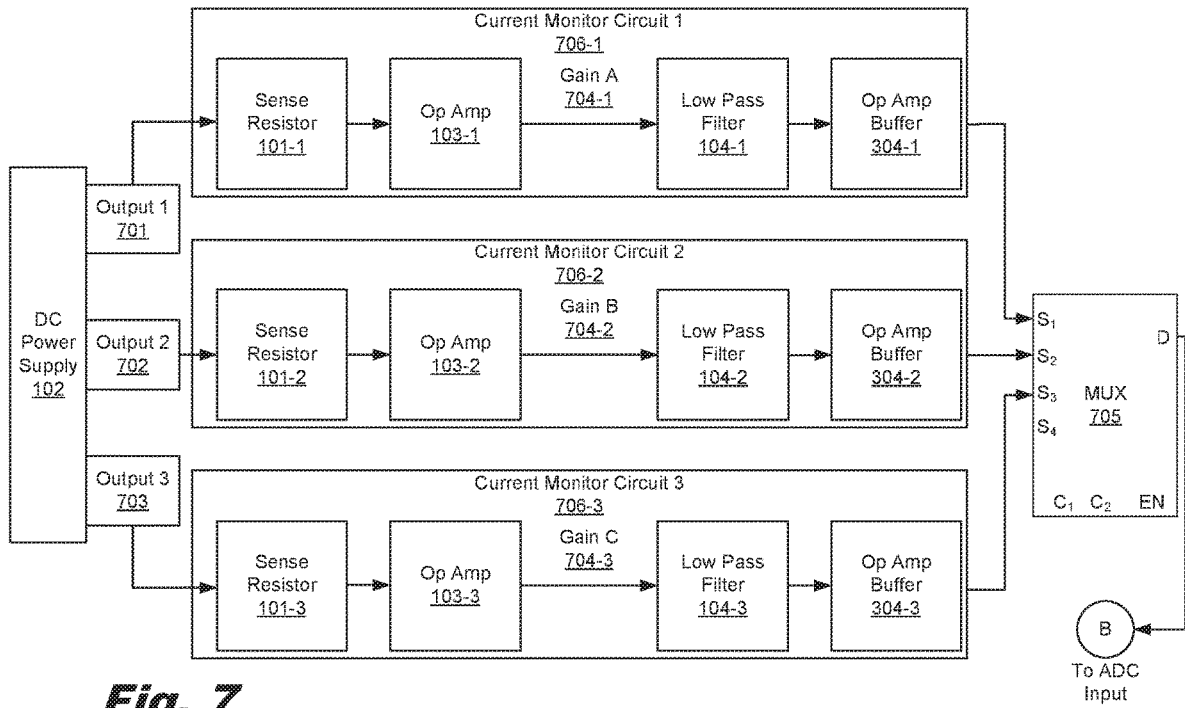 Current Monitor Circuit 1
706-1
Sense
Resistor
101-1
Op Amp
103-1
Gain A
704-1
Low Pass
Filter
104-1
Op Amp
Buffer
304-1
DC
Power
Supply
102
Output 1
701
Output 2
702
Output 3
703
Current Monitor Circuit 2
706-2
Sense
Resistor
101-2
Op Amp
103-2
Gain B
704-2
Low Pass
Filter
104-2
Op Amp
Buffer
304-2
Current Monitor Circuit 3
706-3
Sense
Resistor
101-3
Op Amp
103-3
Gain C
704-3
Low Pass
Filter
104-3
Op Amp
Buffer
304-3
S₁
S₂
S₃
S₄
D
MUX
705
C₁ C₂ EN
B
To ADC
Input
Fig. 7